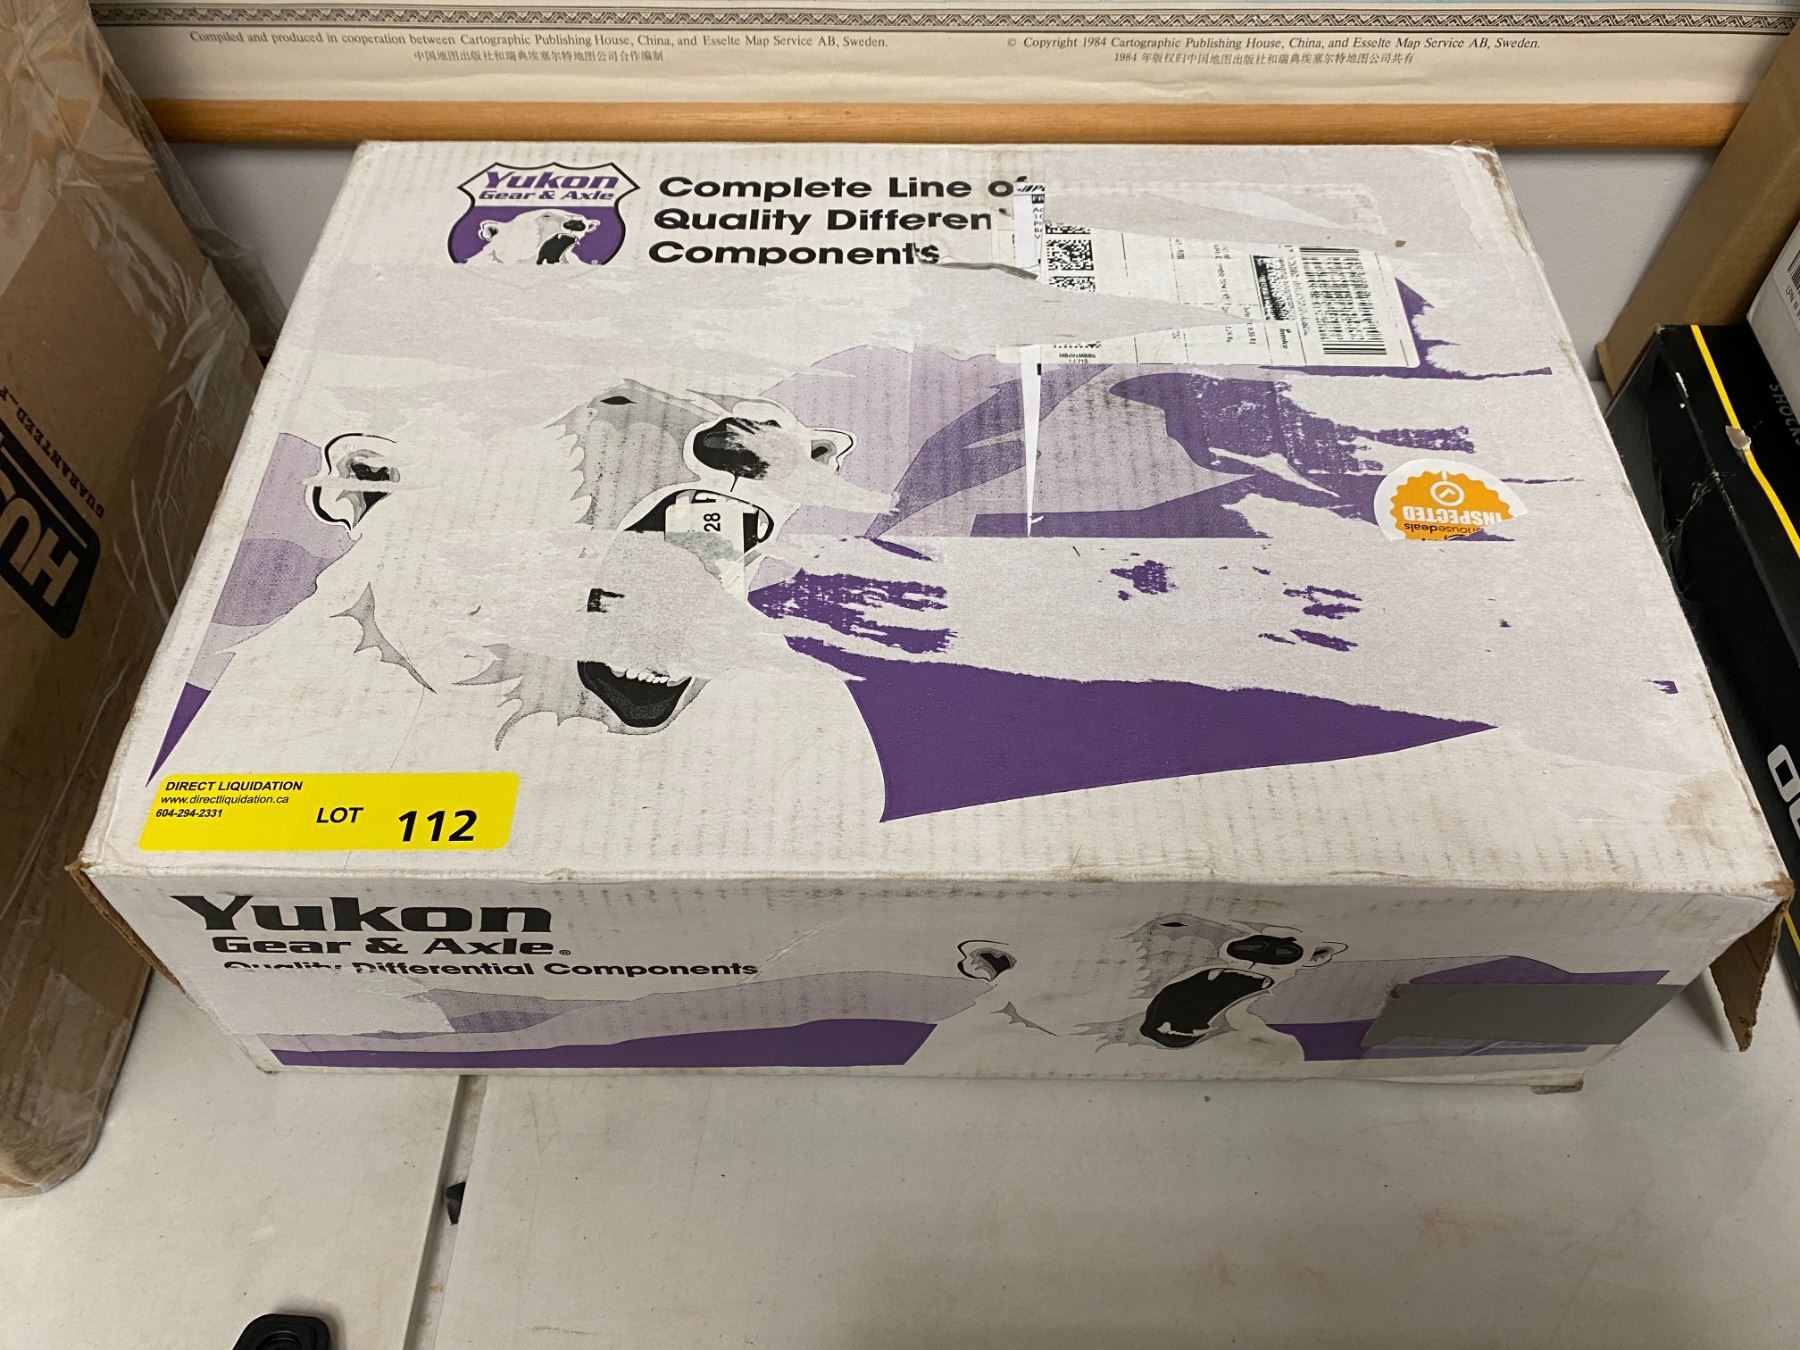 Compiled and produced in cooperation between Cartographic Publishing House, China, and Esselte Map Service AB, Sweden.
中国地图出版社和瑞典埃塞尔特地图公司合作编制
© Copyright 1984 Cartographic Publishing House, China, and Esselte Map Service AB, Sweden.
1984 年版权归中国地图出版社和瑞典埃塞尔特地图公司共有
Yukon
Gear & Axle
Complete Line of
Quality Differen
Components
28
INSPECTED
housedeals
DIRECT LIQUIDATION
www.directliquidation.ca
604-294-2331
LOT 112
Yukon
Gear & Axle®
Quality Differential Components
GUARANTEED
HU